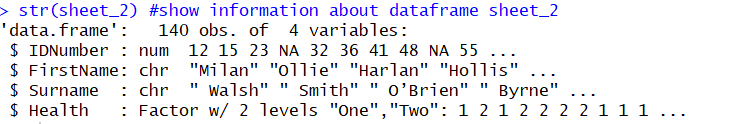 > str(sheet_2) #show information about dataframe sheet_2
'data.frame':   140 obs. of  4 variables:
 $ IDNumber : num  12 15 23 NA 32 36 41 48 NA 55 ...
 $ FirstName: chr  "Milan" "Ollie" "Harlan" "Hollis" ...
 $ Surname  : chr  " Walsh" " Smith" " O’Brien" " Byrne" ...
 $ Health   : Factor w/ 2 levels "One","Two": 1 2 1 2 2 2 2 1 1 1 ...